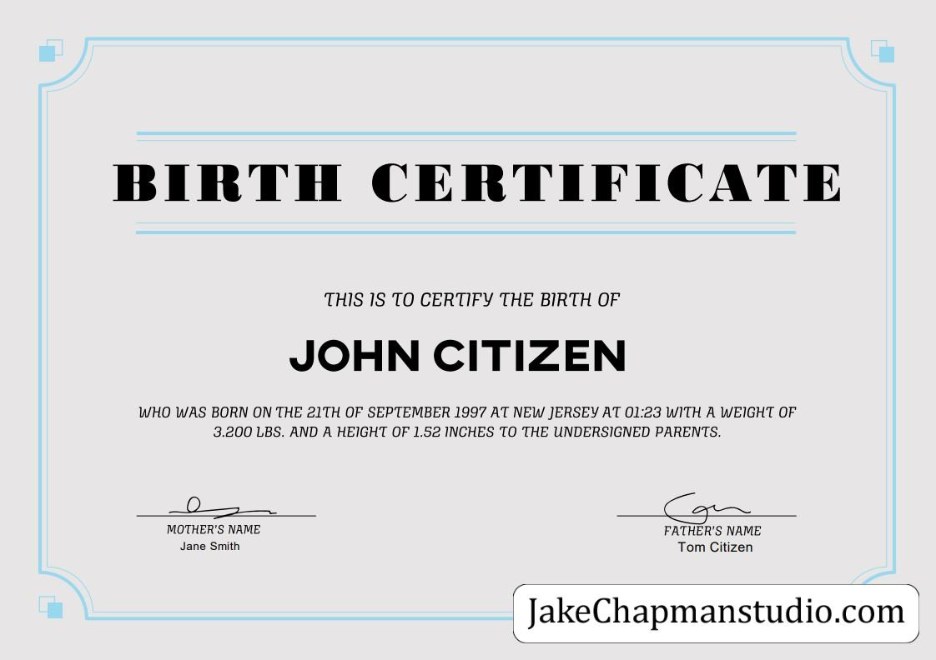 BIRTH CERTIFICATE
THIS IS TO CERTIFY THE BIRTH OF
JOHN CITIZEN
WHO WAS BORN ON THE 21TH OF SEPTEMBER 1997 AT NEW JERSEY AT 01:23 WITH A WEIGHT OF
3.200 LBS. AND A HEIGHT OF 1.52 INCHES TO THE UNDERSIGNED PARENTS.
MOTHER'S NAME
Jane Smith
FATHER'S NAME
Tom Citizen
JakeChapmanstudio.com